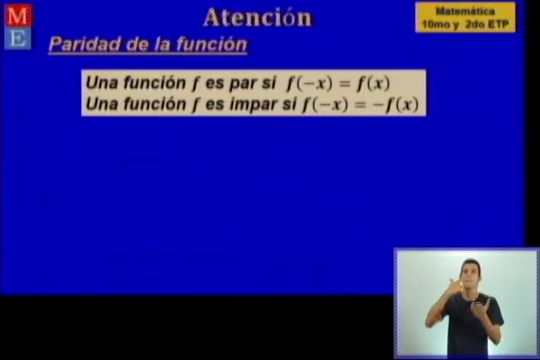 M
E
Atención
Matemática
10mo y 2do ETP
Paridad de la función
Una función f es par si f(−x) = f(x)
Una función f es impar si f(−x) = −f(x)